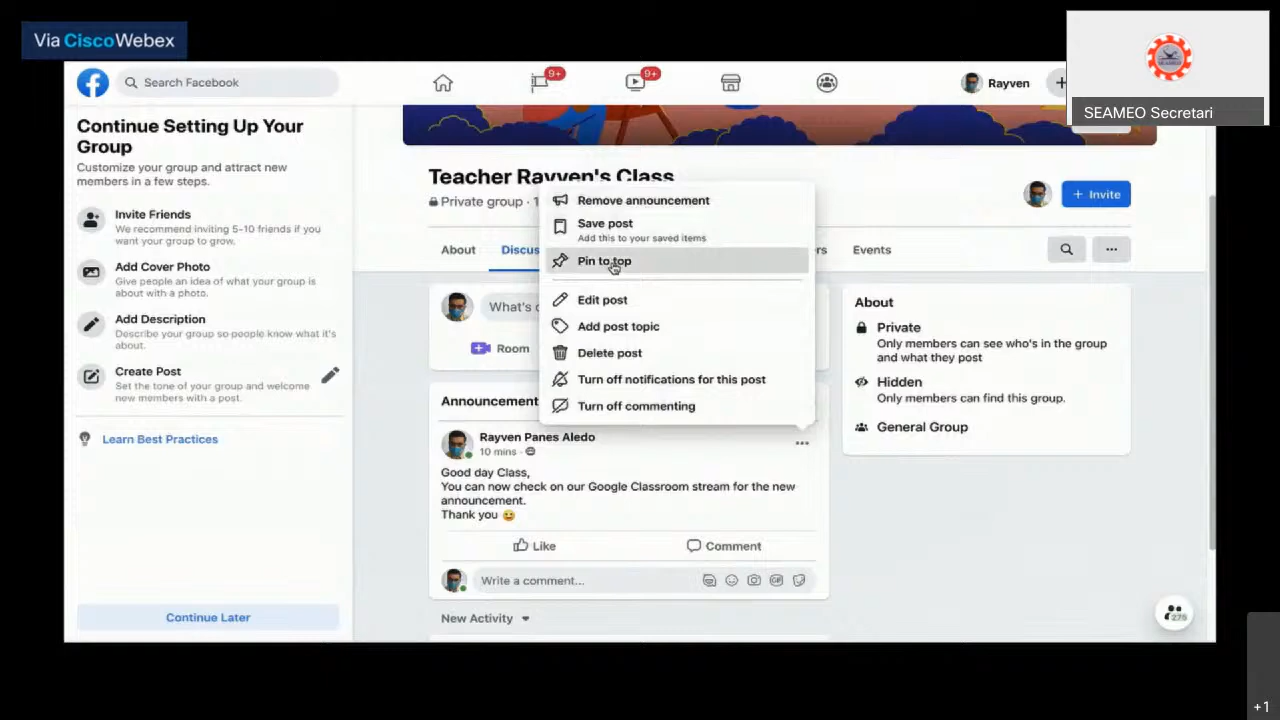 Via CiscoWebex
SEAMEO Secretari
Search Facebook
9+
9+
Rayven
Continue Setting Up Your
Group
Customize your group and attract new
members in a few steps.
Invite Friends
We recommend inviting 5-10 friends if you
want your group to grow.
Add Cover Photo
Give people an idea of what your group is
about with a photo.
Add Description
Describe your group so people know what it's
about.
Create Post
Set the tone of your group and welcome
new members with a post.
Learn Best Practices
Continue Later
Teacher Rayven's Class
Private group · 1
+ Invite
About
Discus
rs
Events
Remove announcement
Save post
Add this to your saved items
Pin to top
Edit post
Add post topic
Delete post
Turn off notifications for this post
Turn off commenting
What's o
Room
Announcement
Rayven Panes Aledo
10 mins ·
Good day Class,
You can now check on our Google Classroom stream for the new
announcement.
Thank you 😉
Like
Comment
Write a comment...
GIF
New Activity
About
Private
Only members can see who's in the group
and what they post
Hidden
Only members can find this group.
General Group
275
+1